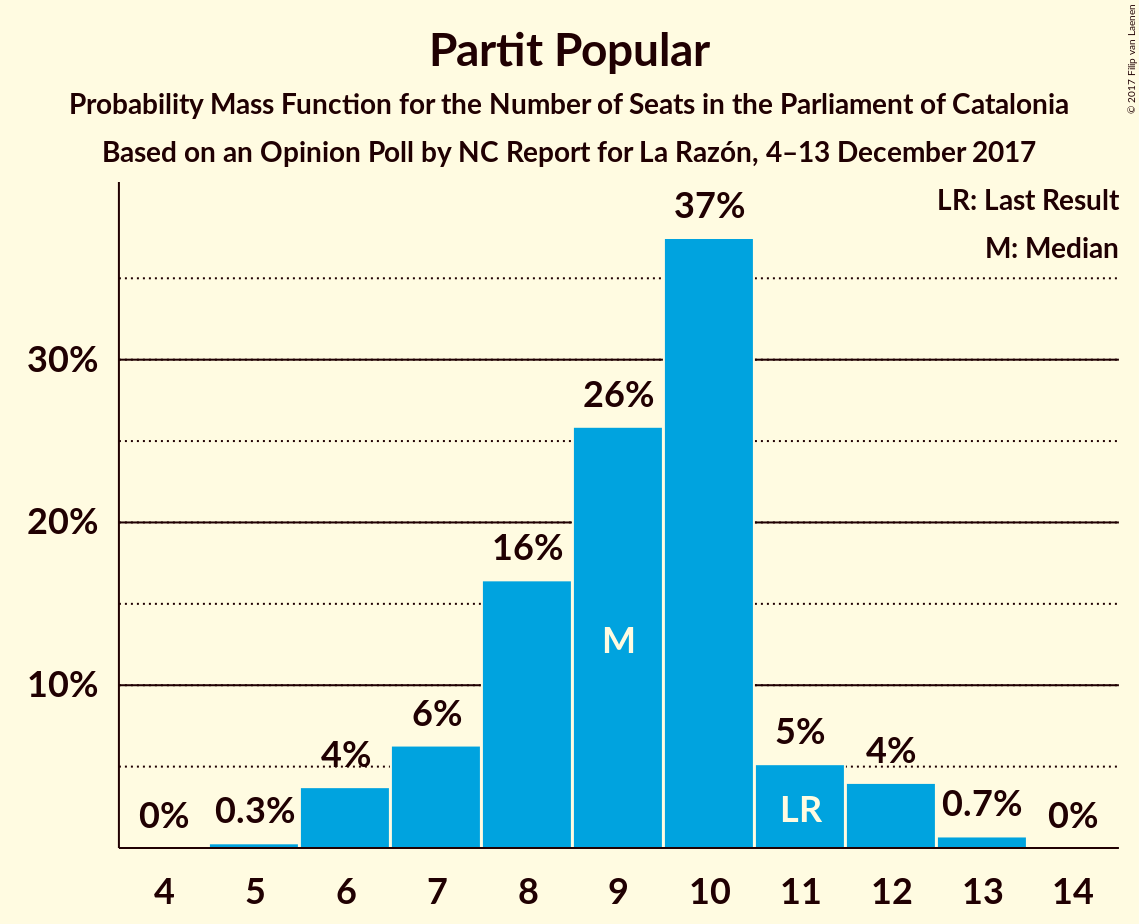 Partit Popular
Probability Mass Function for the Number of Seats in the Parliament of Catalonia
Based on an Opinion Poll by NC Report for La Razón, 4–13 December 2017
© 2017 Filip van Laenen
LR: Last Result
M: Median
30%
20%
10%
0%
0.3%
4%
6%
16%
26%
37%
5%
4%
0.7%
0%
M
LR
4 5 6 7 8 9 10 11 12 13 14